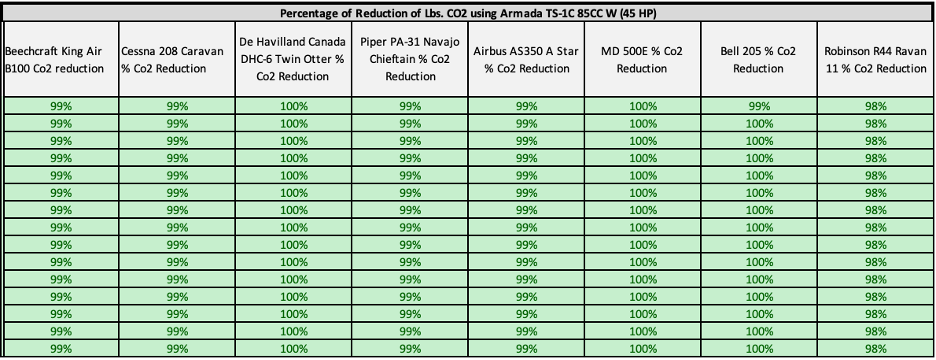 Percentage of Reduction of Lbs. CO2 using Armada TS-1C 85CC W (45 HP)
Beechcraft King Air
B100 Co2 reduction
Cessna 208 Caravan
% Co2 Reduction
De Havilland Canada
DHC-6 Twin Otter %
Co2 Reduction
Piper PA-31 Navajo
Chieftain % Co2
Reduction
Airbus AS350 A Star
% Co2 Reduction
MD 500E % Co2
Reduction
Bell 205 % Co2
Reduction
Robinson R44 Ravan
11 % Co2 Reduction
99% 99% 100% 99% 99% 100% 99% 98%
99% 99% 100% 99% 99% 100% 100% 98%
99% 99% 100% 99% 99% 100% 100% 98%
99% 99% 100% 99% 99% 100% 100% 98%
99% 99% 100% 99% 99% 100% 100% 98%
99% 99% 100% 99% 99% 100% 100% 98%
99% 99% 100% 99% 99% 100% 100% 98%
99% 99% 100% 99% 99% 100% 100% 98%
99% 99% 100% 99% 99% 100% 100% 98%
99% 99% 100% 99% 99% 100% 100% 98%
99% 99% 100% 99% 99% 100% 100% 98%
99% 99% 100% 99% 99% 100% 100% 98%
99% 99% 100% 99% 99% 100% 100% 98%
99% 99% 100% 99% 99% 100% 100% 98%
99% 99% 100% 99% 99% 100% 100% 98%